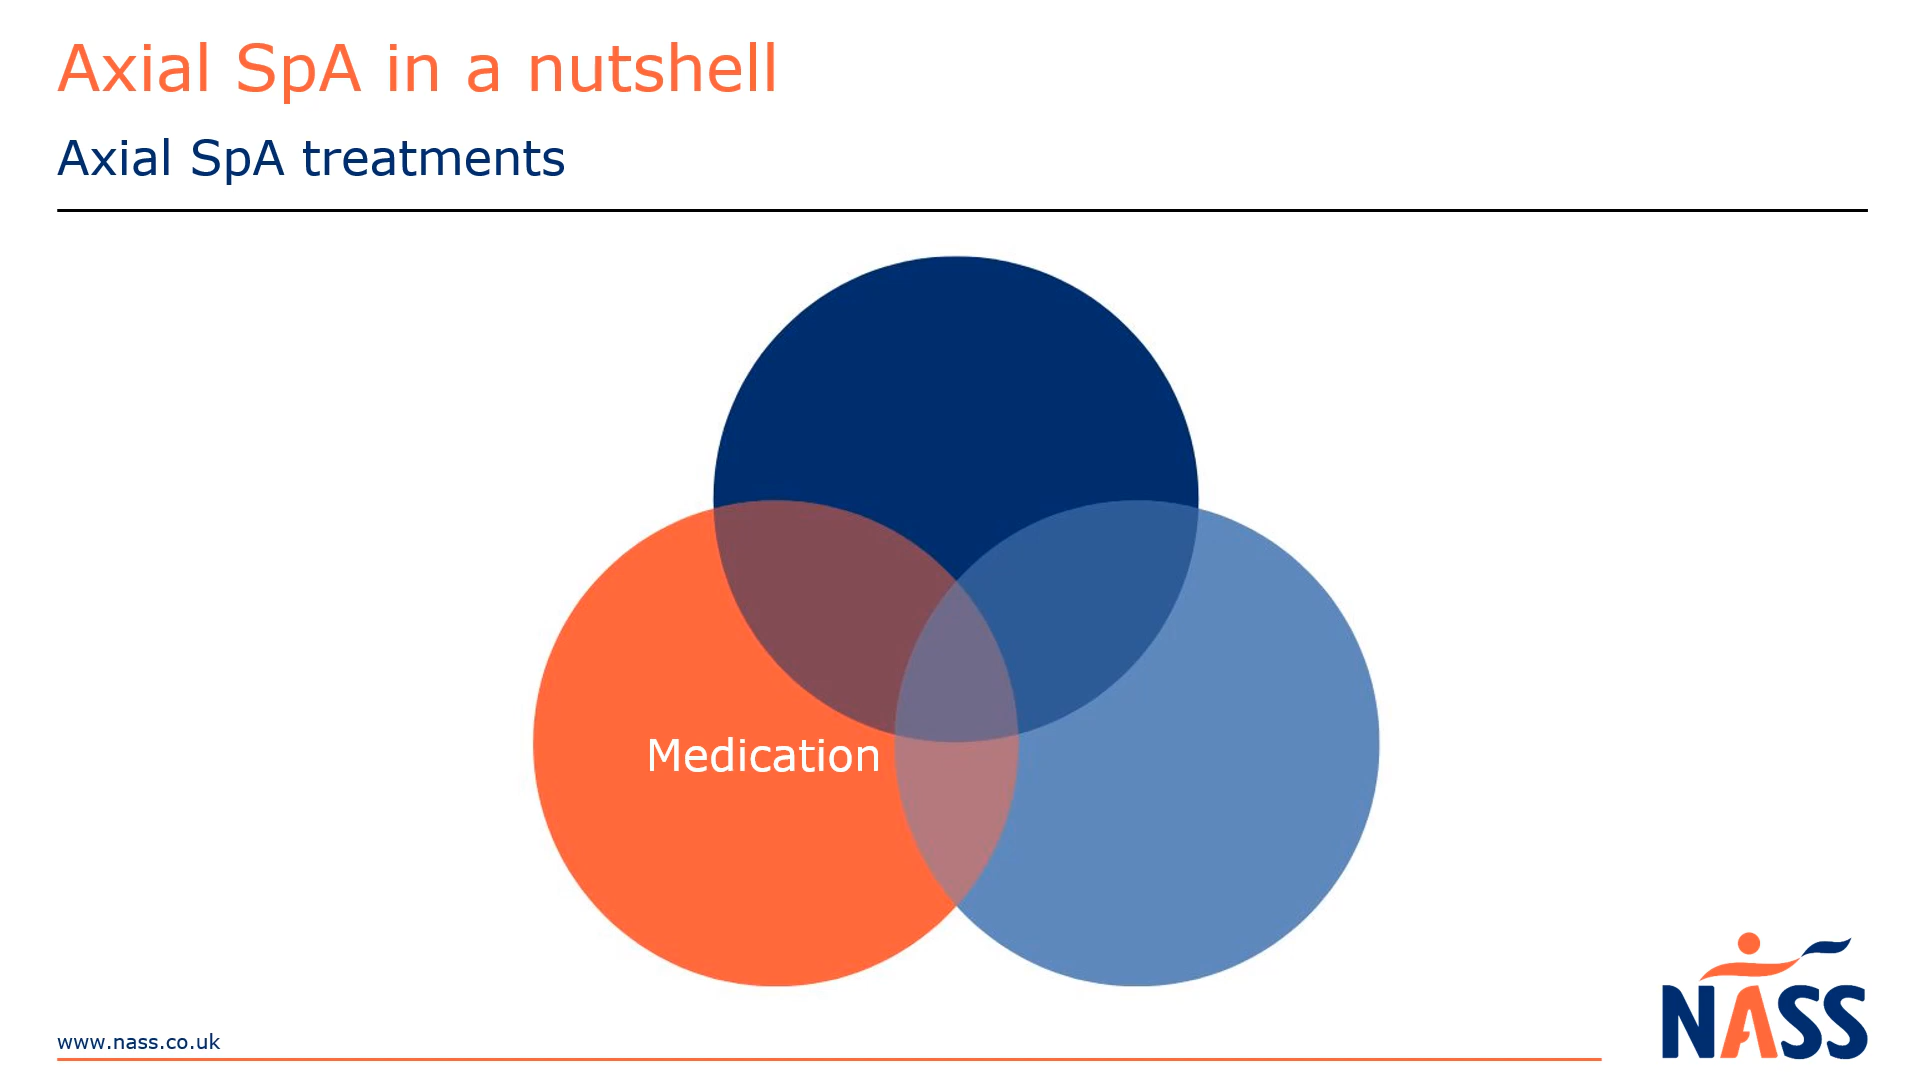 Axial SpA in a nutshell
Axial SpA treatments
Medication
www.nass.co.uk
NASS